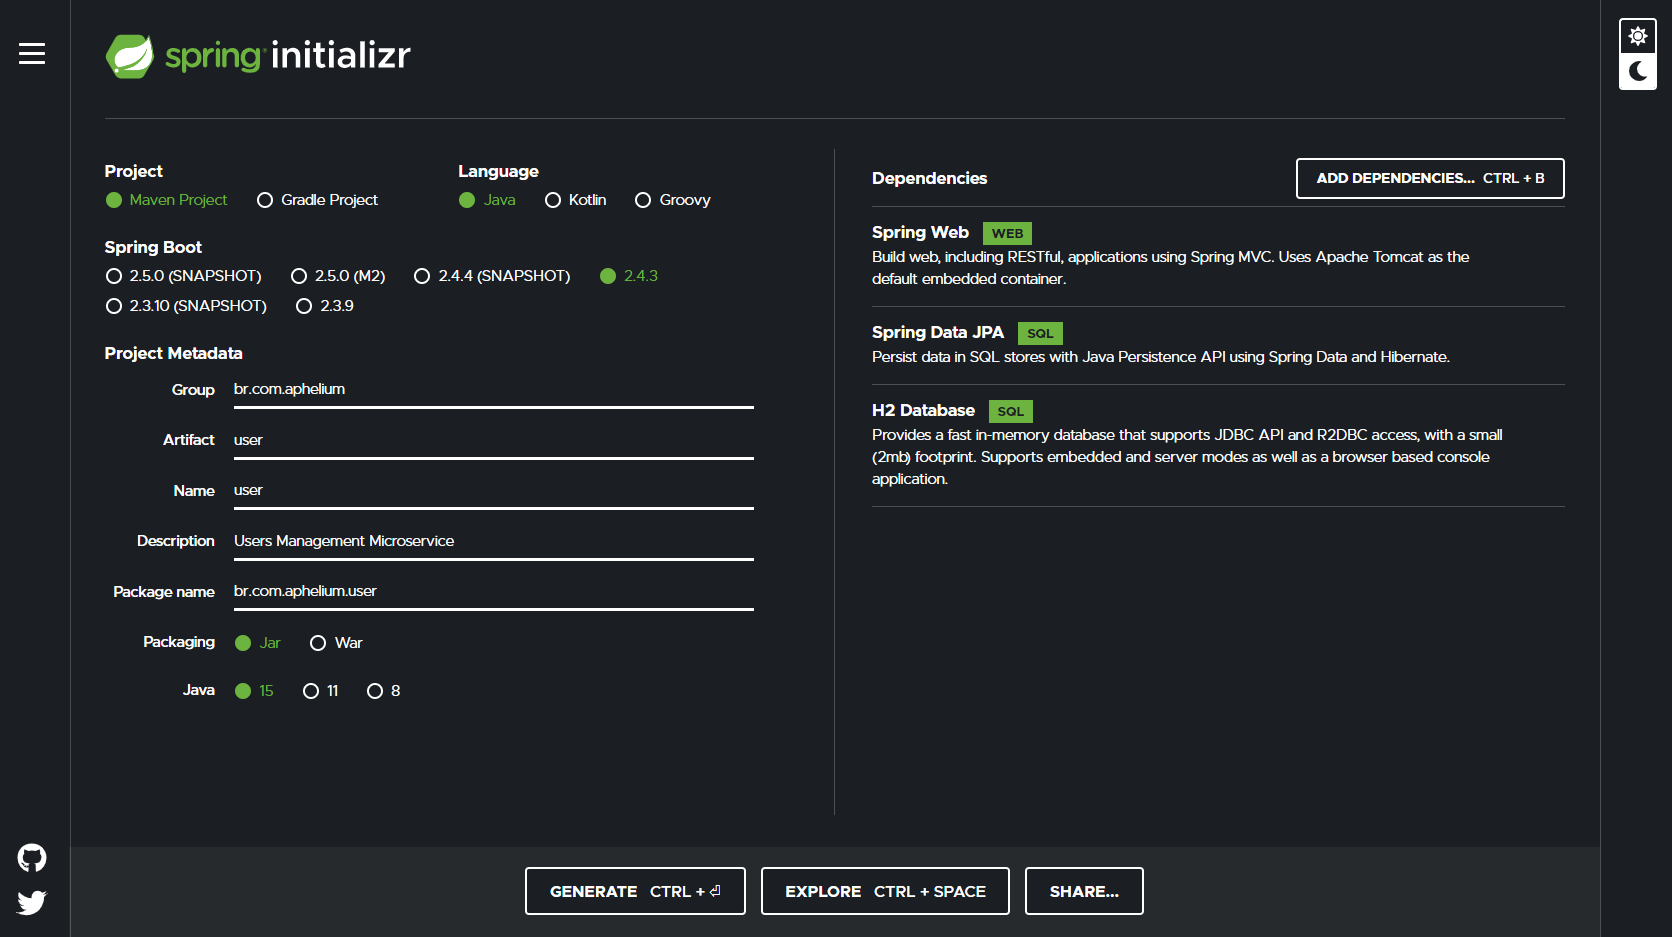 spring initializr
Project
Maven Project Gradle Project
Language
Java Kotlin Groovy
Spring Boot
2.5.0 (SNAPSHOT) 2.5.0 (M2) 2.4.4 (SNAPSHOT) 2.4.3
2.3.10 (SNAPSHOT) 2.3.9
Project Metadata
Group br.com.aphelium
Artifact user
Name user
Description Users Management Microservice
Package name br.com.aphelium.user
Packaging Jar War
Java 15 11 8
Dependencies ADD DEPENDENCIES... CTRL + B
Spring Web WEB
Build web, including RESTful, applications using Spring MVC. Uses Apache Tomcat as the
default embedded container.
Spring Data JPA SQL
Persist data in SQL stores with Java Persistence API using Spring Data and Hibernate.
H2 Database SQL
Provides a fast in-memory database that supports JDBC API and R2DBC access, with a small
(2mb) footprint. Supports embedded and server modes as well as a browser based console
application.
GENERATE CTRL + ⏎ EXPLORE CTRL + SPACE SHARE...